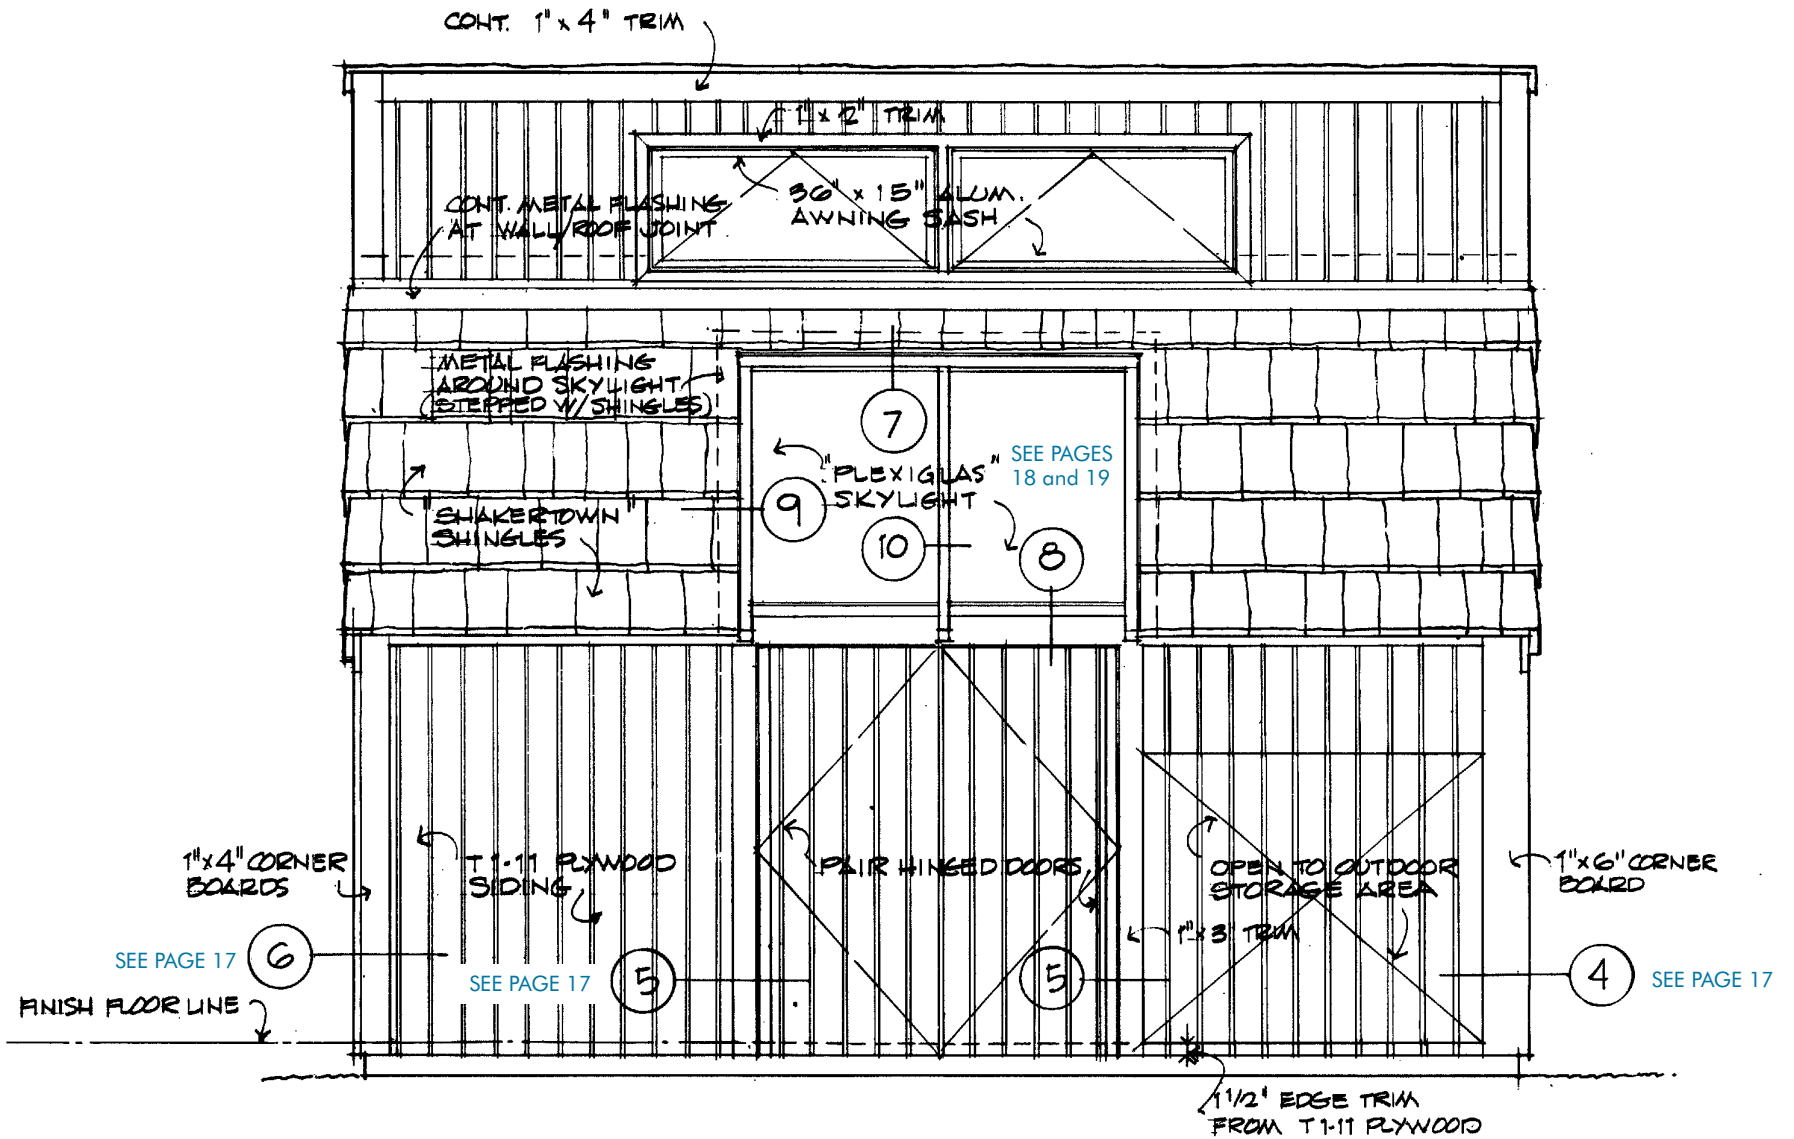 CONT. 1" x 4" TRIM
1" x 2" TRIM
36" x 15" ALUM.
AWNING SASH
CONT. METAL FLASHING
AT WALL/ROOF JOINT
METAL FLASHING
AROUND SKYLIGHT
(STEPPED W/SHINGLES)
7
"PLEXIGLAS"
SKYLIGHT
SEE PAGES
18 and 19
9
10
8
"SHAKERTOWN"
SHINGLES
1"x4" CORNER
BOARDS
T 1-11 PLYWOOD
SIDING
PAIR HINGED DOORS
OPEN TO OUTDOOR
STORAGE AREA
1"x6" CORNER
BOARD
1"x3" TRIM
SEE PAGE 17
6
SEE PAGE 17
5
5
4
SEE PAGE 17
FINISH FLOOR LINE
1 1/2" EDGE TRIM
FROM T 1-11 PLYWOOD